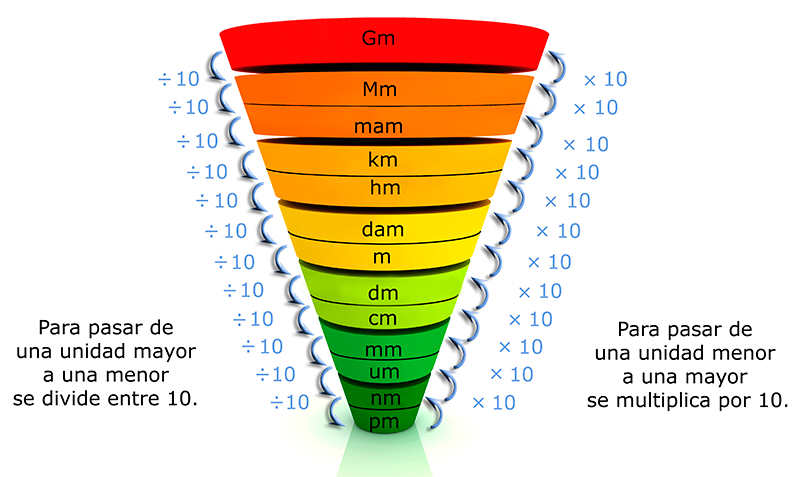 Gm
÷10
× 10
Mm
÷10
× 10
mam
÷10
× 10
km
÷10
× 10
hm
÷10
× 10
dam
÷10
× 10
m
÷10
× 10
dm
÷10
× 10
cm
÷10
× 10
mm
÷10
× 10
um
÷10
× 10
nm
÷10
× 10
pm
Para pasar de
una unidad mayor
a una menor
se divide entre 10.
Para pasar de
una unidad menor
a una mayor
se multiplica por 10.